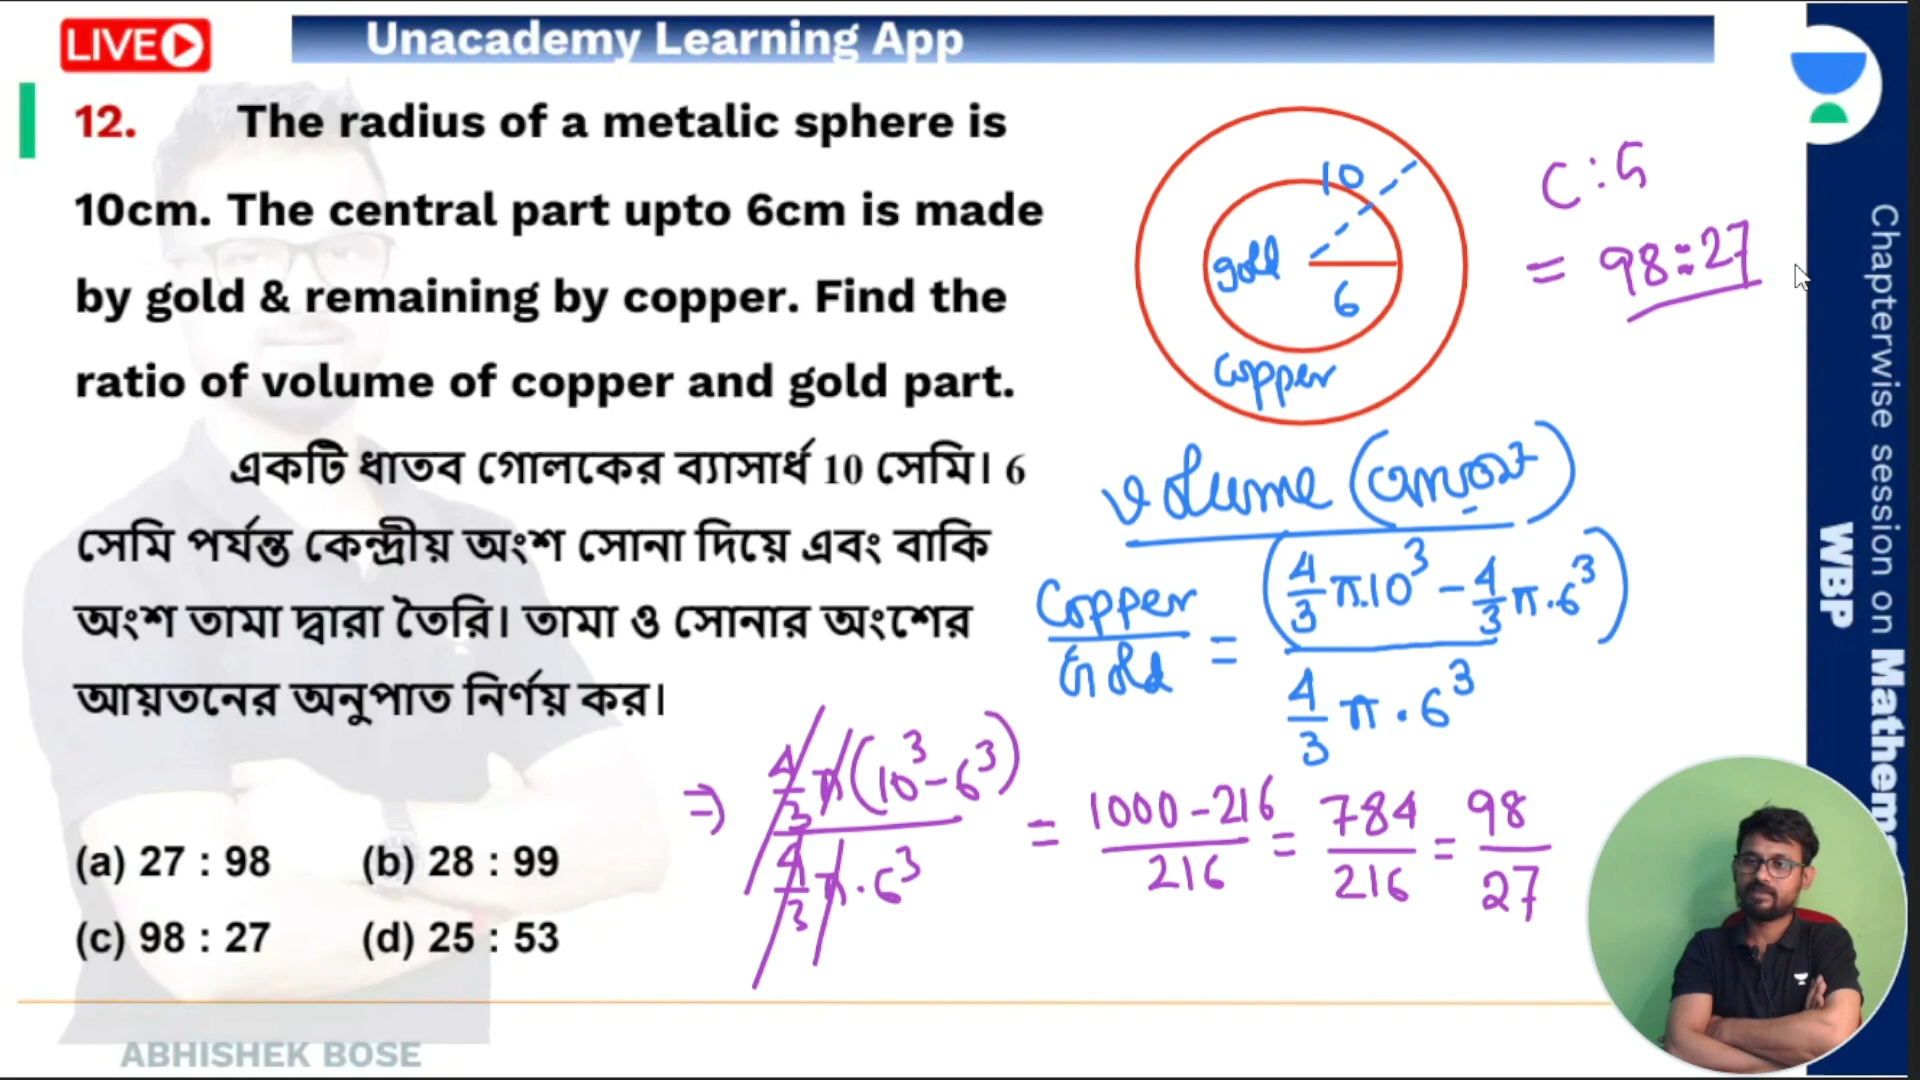 LIVE
Unacademy Learning App
12. The radius of a metalic sphere is
10cm. The central part upto 6cm is made
by gold & remaining by copper. Find the
ratio of volume of copper and gold part.
একটি ধাতব গোলকের ব্যাসার্ধ 10 সেমি। 6
সেমি পর্যন্ত কেন্দ্রীয় অংশ সোনা দিয়ে এবং বাকি
অংশ তামা দ্বারা তৈরি। তামা ও সোনার অংশের
আয়তনের অনুপাত নির্ণয় কর।
(a) 27 : 98 (b) 28 : 99
(c) 98 : 27 (d) 25 : 53
ABHISHEK BOSE
10
gold
6
copper
C : G
= 98 : 27
Volume (আয়তন)
Copper/Gold = (4/3 π.10³ - 4/3 π.6³) / 4/3 π.6³
⇒ 4/3 π(10³-6³) / 4/3 π.6³ = 1000-216/216 = 784/216 = 98/27
Chapterwise session on Mathema
WBP